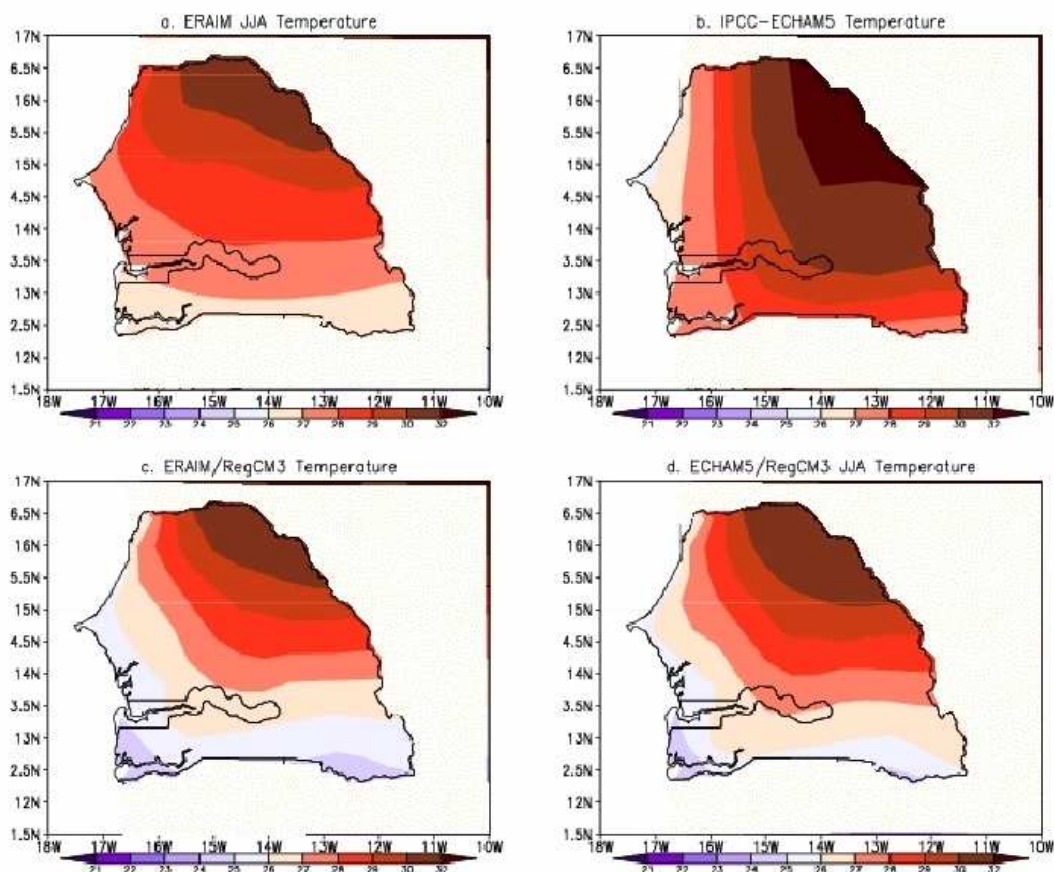 a. ERAIM JJA Temperature
17N
6.5N
16N
5.5N
15N
4.5N
14N
3.5N
13N
2.5N
12N
1.5N
18W 17W 16W 15W 14W 13W 12W 11W 10W
21 22 23 24 25 26 27 28 29 30 32
b. IPCC-ECHAM5 Temperature
17N
6.5N
16N
5.5N
15N
4.5N
14N
3.5N
13N
2.5N
12N
1.5N
18W 17W 16W 15W 14W 13W 12W 11W 10W
21 22 23 24 25 26 27 28 29 30 32
c. ERAIM/RegCM3 Temperature
17N
6.5N
16N
5.5N
15N
4.5N
14N
3.5N
13N
2.5N
12N
1.5N
18W 17W 16W 15W 14W 13W 12W 11W 10W
21 22 23 24 25 26 27 28 29 30 32
d. ECHAM5/RegCM3 JJA Temperature
17N
6.5N
16N
5.5N
15N
4.5N
14N
3.5N
13N
2.5N
12N
1.5N
18W 17W 16W 15W 14W 13W 12W 11W 10W
21 22 23 24 25 26 27 28 29 30 32